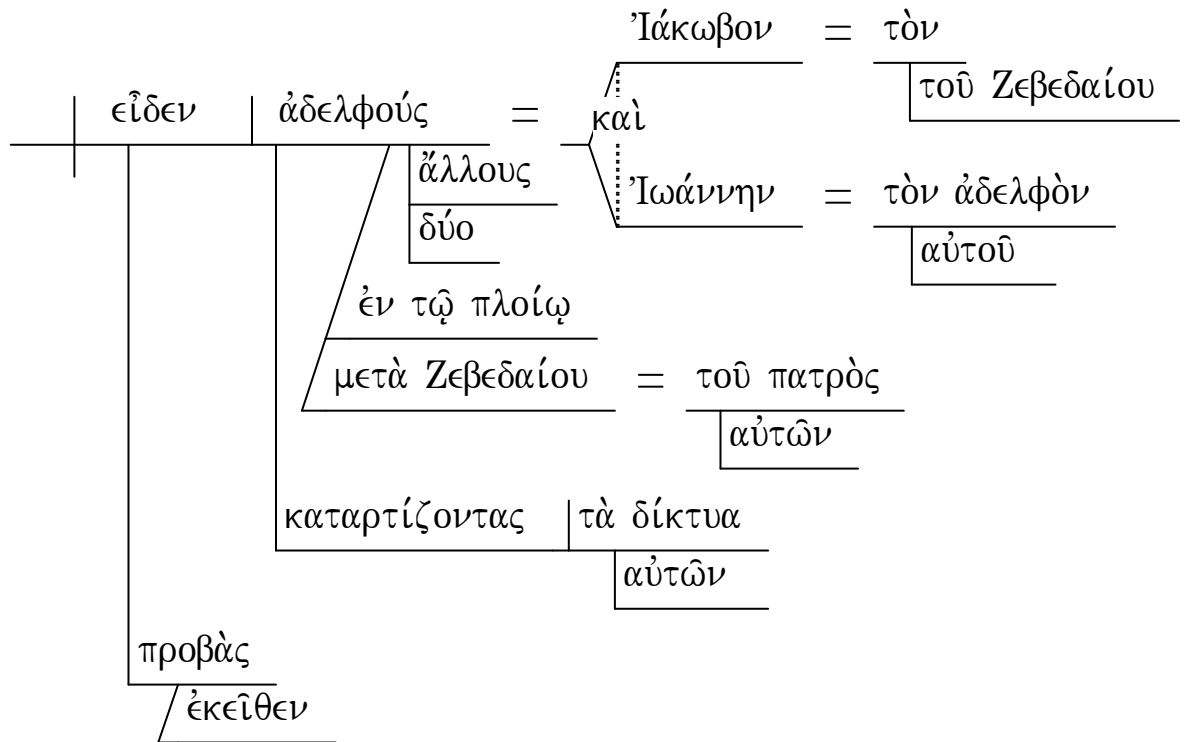 Ἰάκωβον = τὸν
τοῦ Ζεβεδαίου
εἶδεν ἀδελφούς = καὶ
ἄλλους
δύο
Ἰωάννην = τὸν ἀδελφὸν
αὐτοῦ
ἐν τῷ πλοίῳ
μετὰ Ζεβεδαίου = τοῦ πατρὸς
αὐτῶν
καταρτίζοντας τὰ δίκτυα
αὐτῶν
προβὰς
ἐκεῖθεν